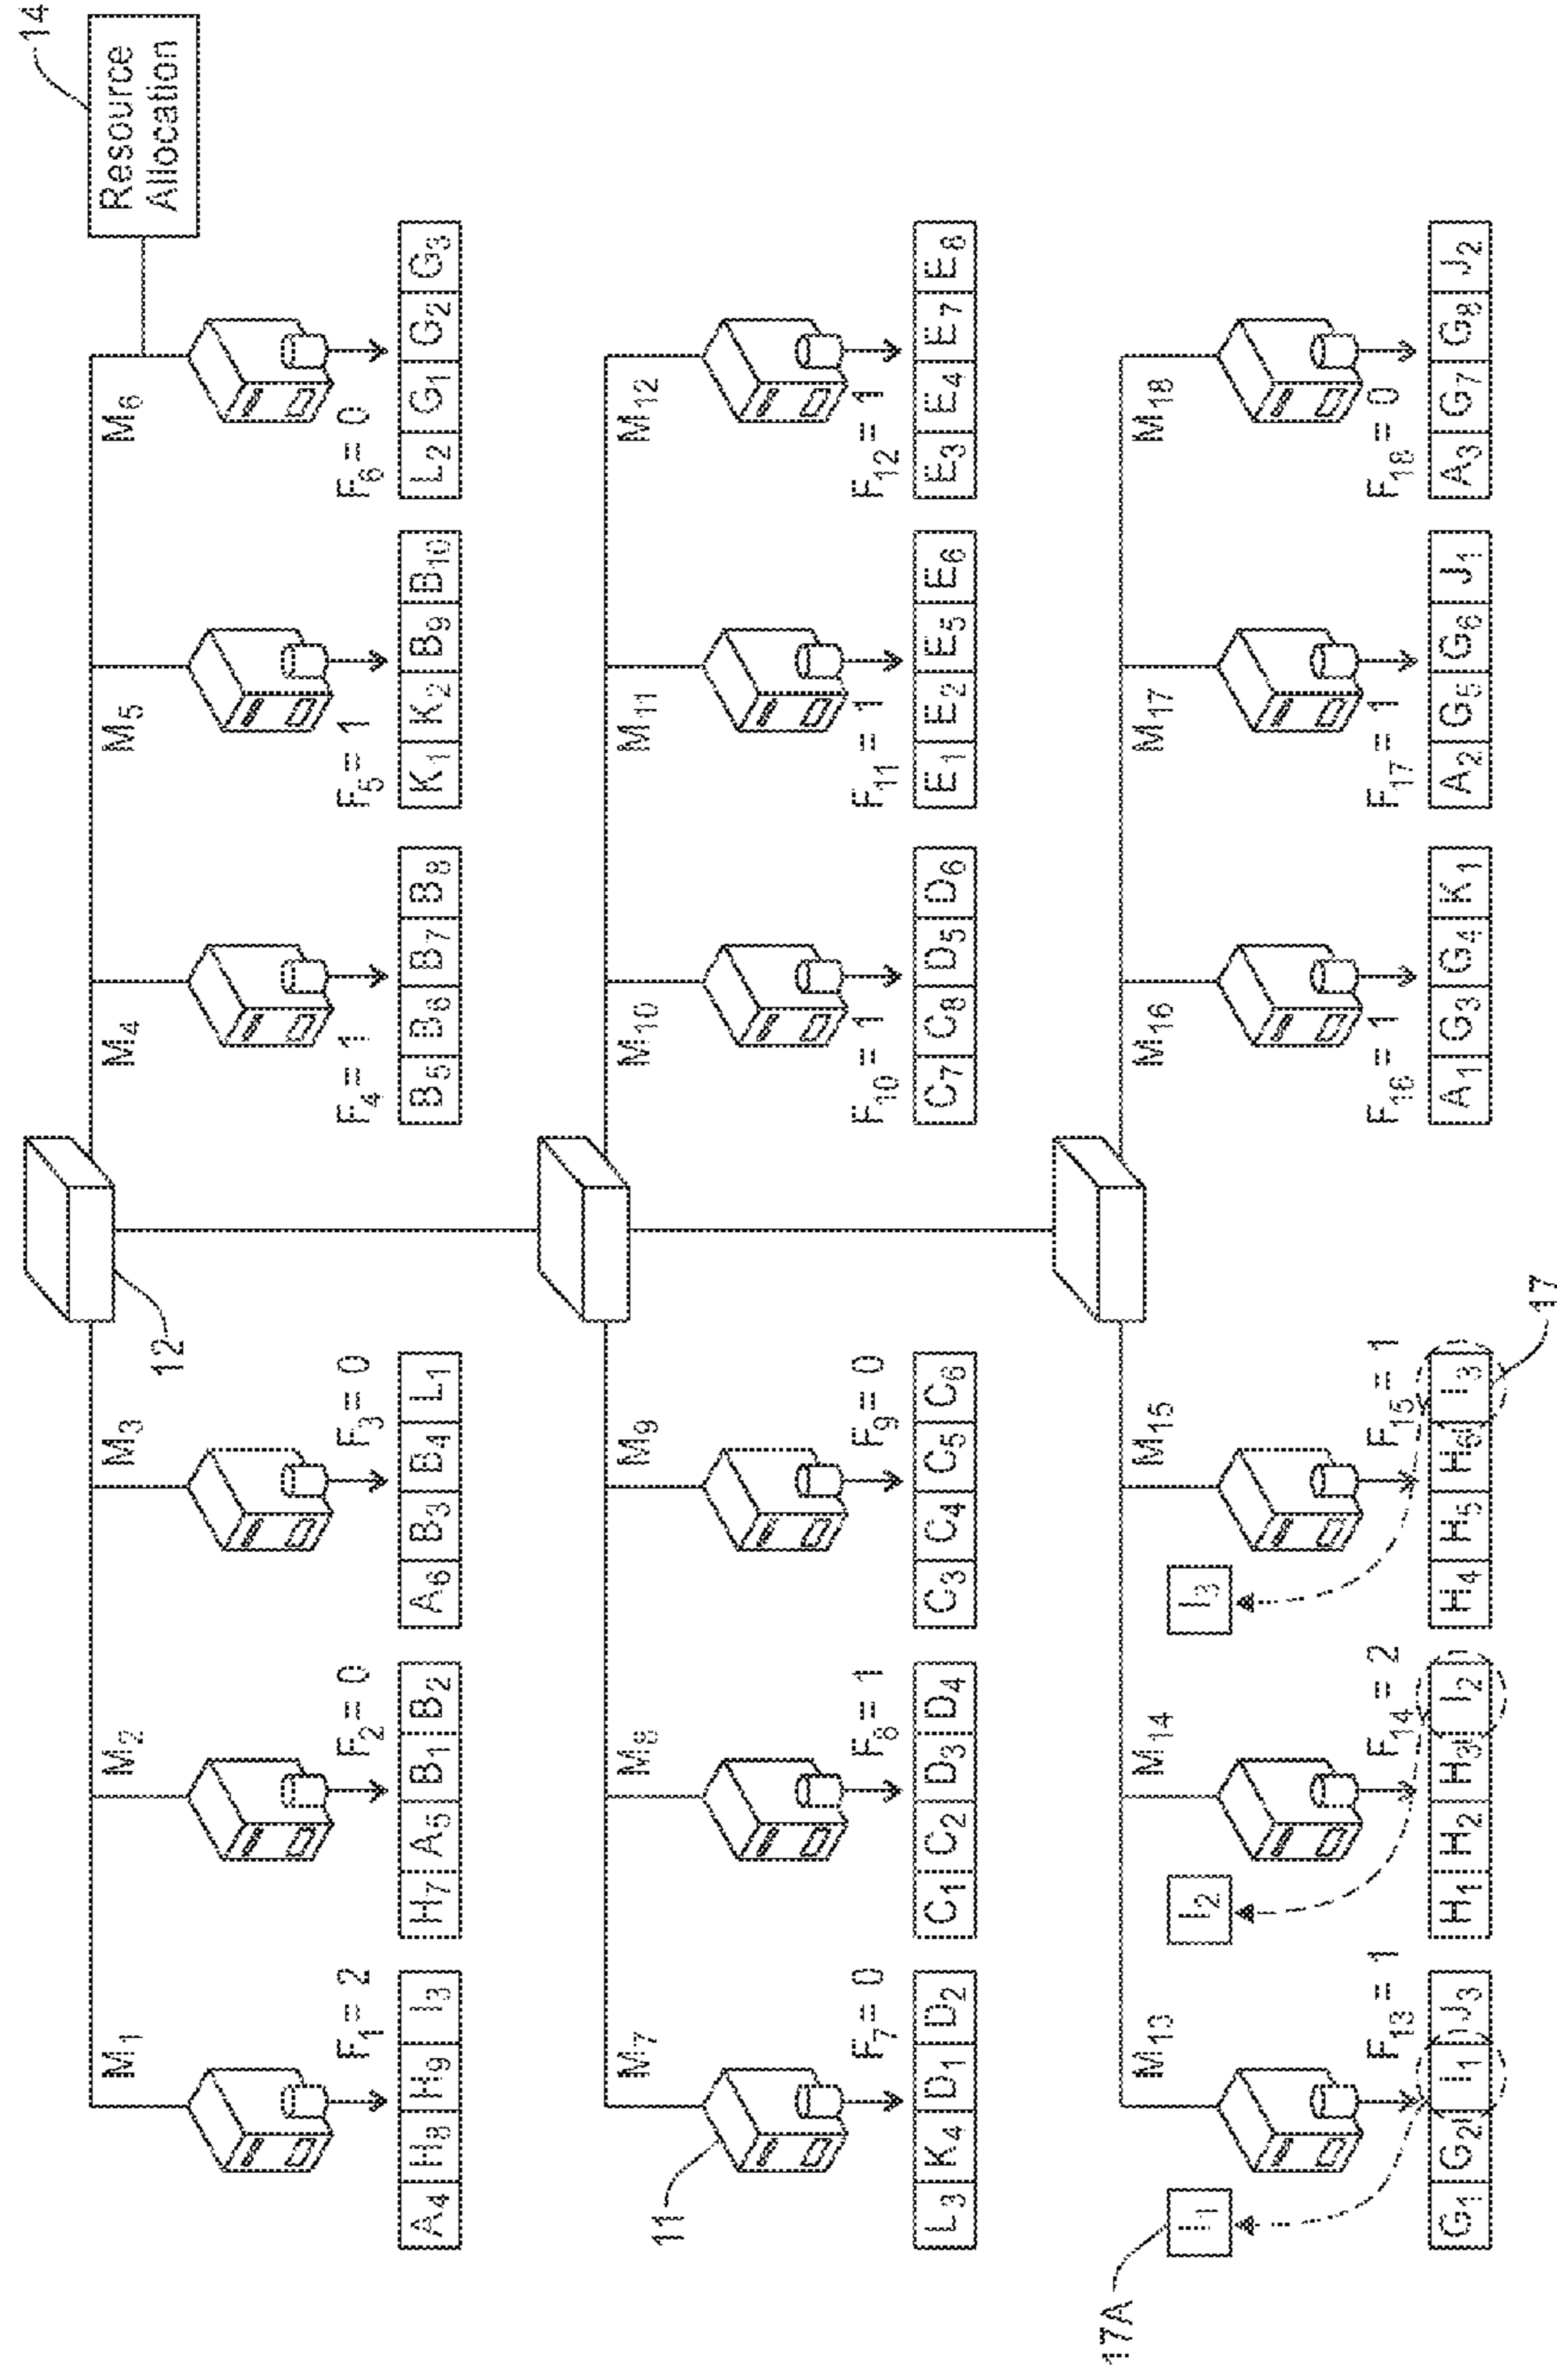 14
Resource
Allocation
M₁ M₂ M₃ M₄ M₅ M₆
12
F₁ = 2 F₂ = 0 F₃ = 0 F₄ = 1 F₅ = 1 F₆ = 0
A₄ H₈ H₉ I₃ H₇ A₅ B₁ B₂ A₆ B₃ B₄ L₁ B₅ B₆ B₇ B₈ K₁ K₂ B₉ B₁₀ L₂ G₁ G₂ G₃
M₇ M₈ M₉ M₁₀ M₁₁ M₁₂
11
F₇ = 0 F₈ = 1 F₉ = 0 F₁₀ = 1 F₁₁ = 1 F₁₂ = 1
L₃ K₄ D₁ D₂ C₁ C₂ D₃ D₄ C₃ C₄ C₅ C₆ C₇ C₈ D₅ D₆ E₁ E₂ E₅ E₆ E₃ E₄ E₇ E₈
M₁₃ M₁₄ M₁₅ M₁₆ M₁₇ M₁₈
17A
I₁ I₂ I₃
F₁₃ = 1 F₁₄ = 2 F₁₅ = 1 F₁₆ = 1 F₁₇ = 1 F₁₈ = 0
G₁ G₂ I₁ J₃ H₁ H₂ H₃ I₂ H₄ H₅ H₆ I₃ A₁ G₃ G₄ K₁ A₂ G₅ G₆ J₁ A₃ G₇ G₈ J₂
17